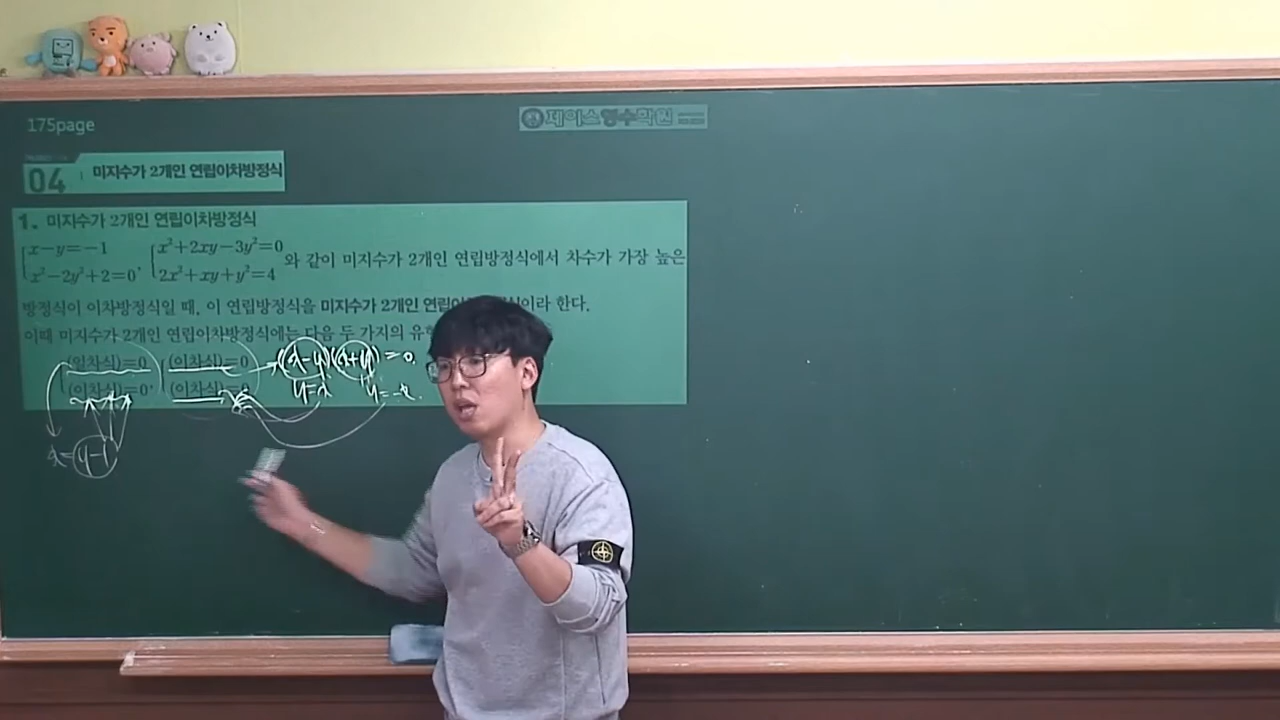 175page
제이스영수학원
04
미지수가 2개인 연립이차방정식
1. 미지수가 2개인 연립이차방정식
x-y=-1
x²-2y²+2=0,
x²+2xy-3y²=0
2x²+xy+y²=4
와 같이 미지수가 2개인 연립방정식에서 차수가 가장 높은
방정식이 이차방정식일 때, 이 연립방정식을 미지수가 2개인 연립이 이라 한다.
이때 미지수가 2개인 연립이차방정식에는 다음 두 가지의 유
(일차식)=0
(이차식)=0,
(이차식)=0
(이차식)=0
(x-y)(x+y)=0
y=x
y=-x.
x=y-1